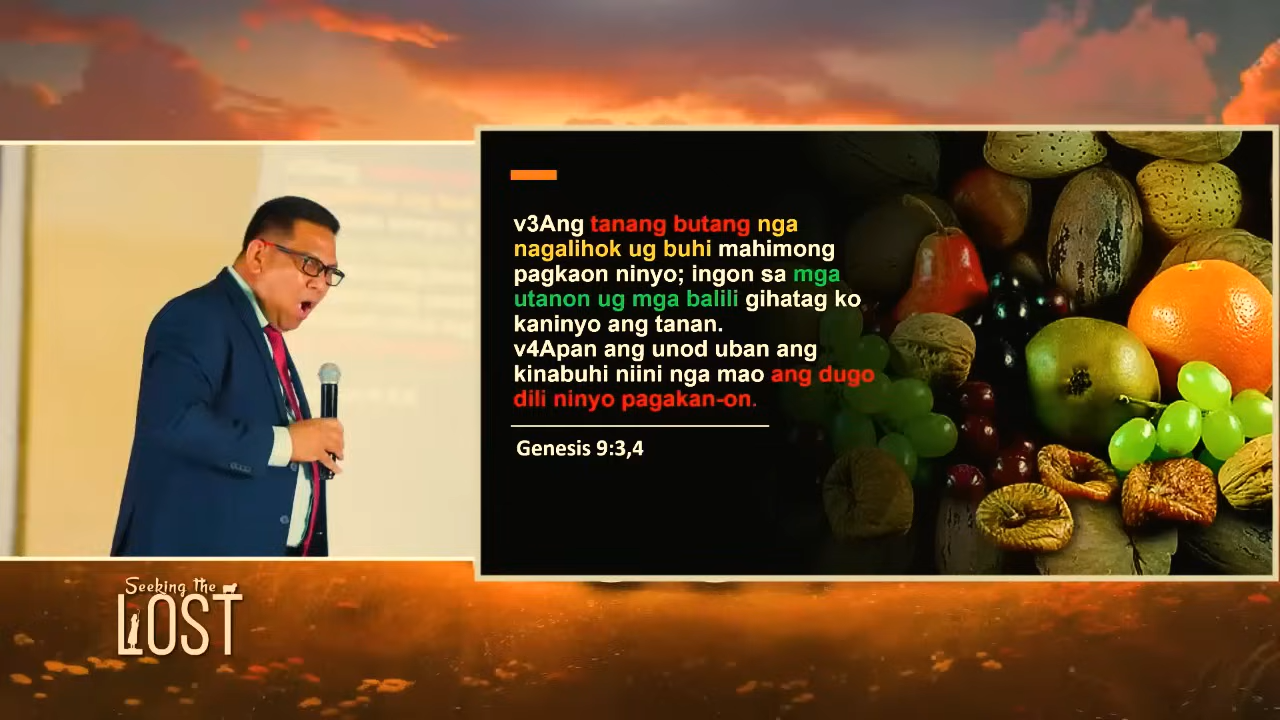 v3Ang tanang butang nga
nagalihok ug buhi mahimong
pagkaon ninyo; ingon sa mga
utanon ug mga balili gihatag ko
kaninyo ang tanan.
v4Apan ang unod uban ang
kinabuhi niini nga mao ang dugo
dili ninyo pagakan-on.
Genesis 9:3,4
Seeking the
LOST